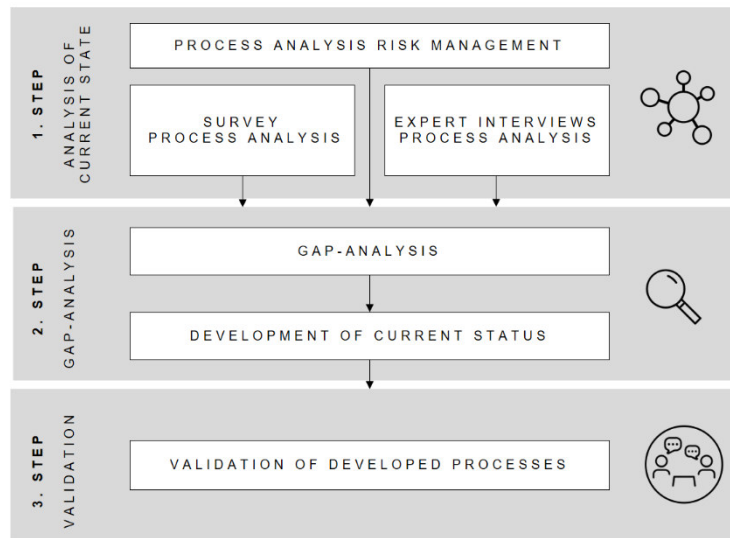 1. STEP
ANALYSIS OF
CURRENT STATE
PROCESS ANALYSIS RISK MANAGEMENT
SURVEY
PROCESS ANALYSIS
EXPERT INTERVIEWS
PROCESS ANALYSIS
2. STEP
GAP-ANALYSIS
GAP-ANALYSIS
DEVELOPMENT OF CURRENT STATUS
3. STEP
VALIDATION
VALIDATION OF DEVELOPED PROCESSES